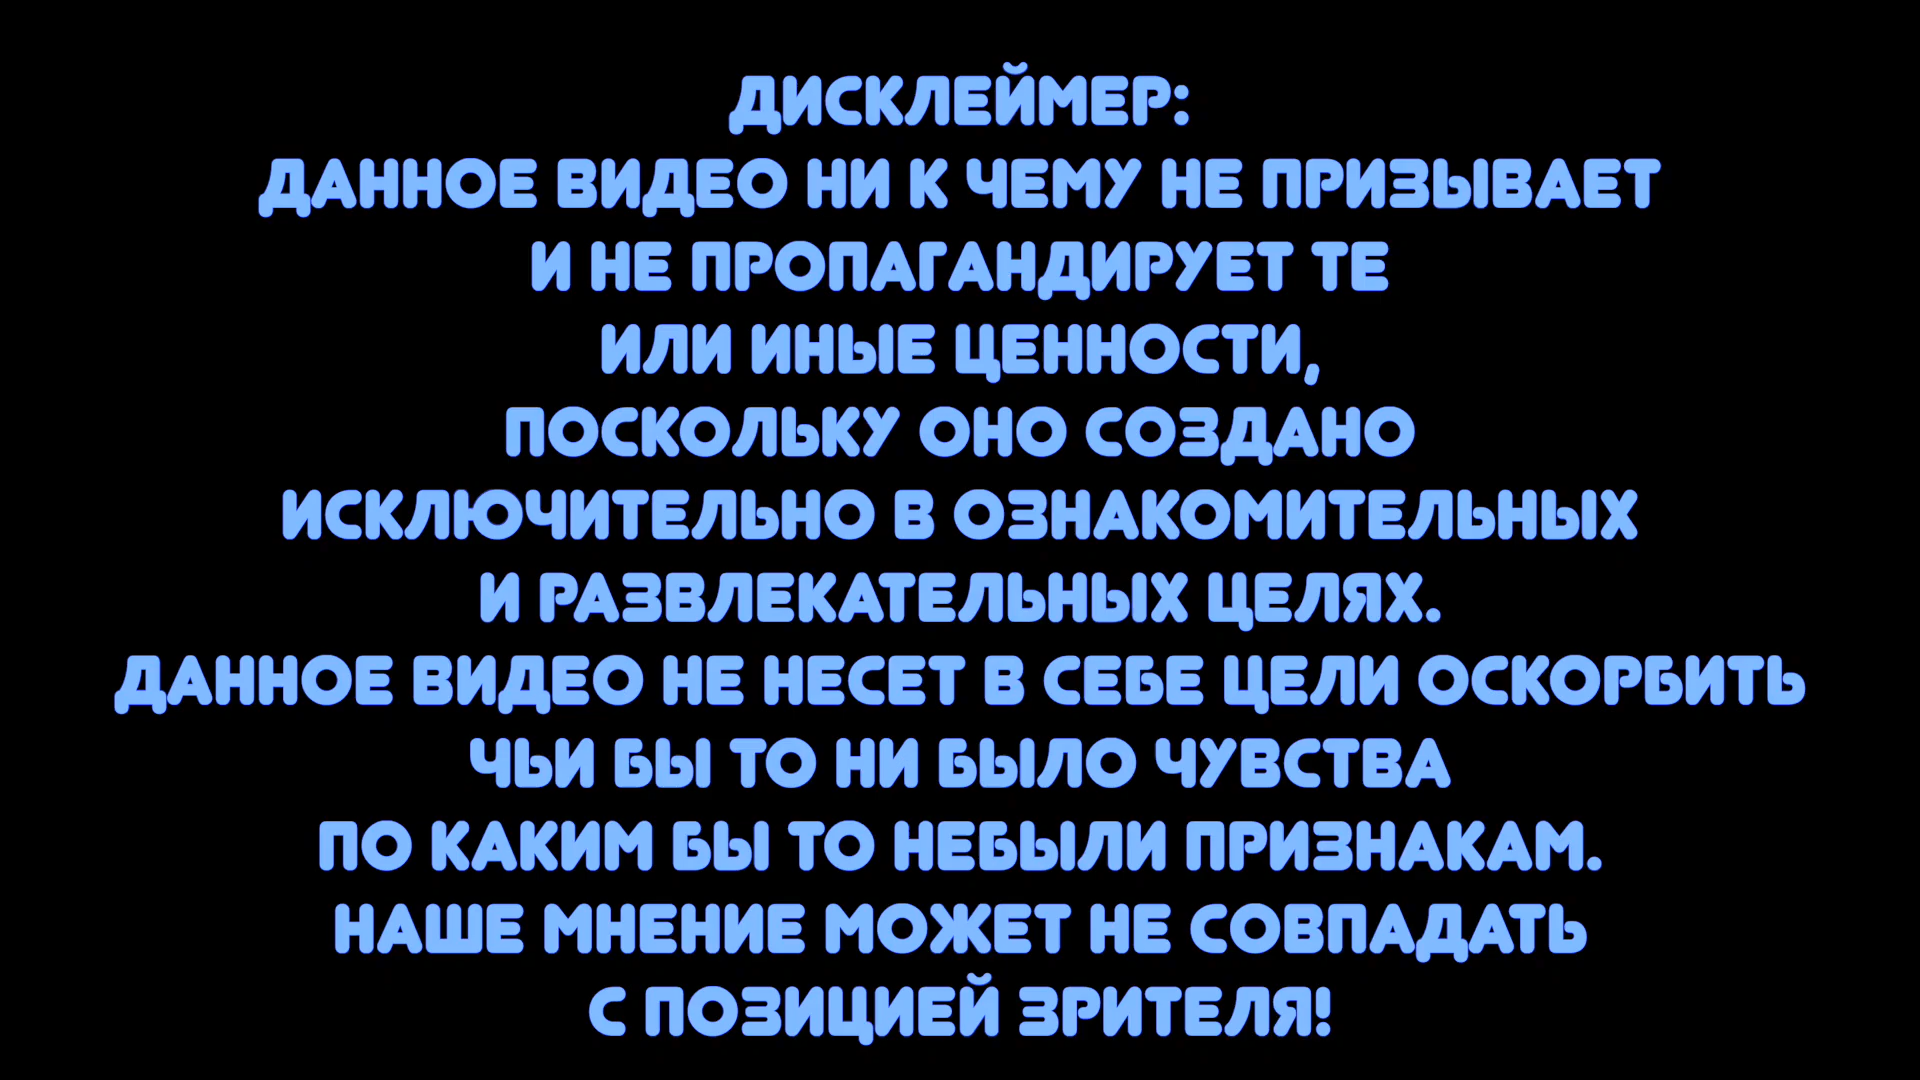 ДИСКЛЕЙМЕР:
ДАННОЕ ВИДЕО НИ К ЧЕМУ НЕ ПРИЗЫВАЕТ
И НЕ ПРОПАГАНДИРУЕТ ТЕ
ИЛИ ИНЫЕ ЦЕННОСТИ,
ПОСКОЛЬКУ ОНО СОЗДАНО
ИСКЛЮЧИТЕЛЬНО В ОЗНАКОМИТЕЛЬНЫХ
И РАЗВЛЕКАТЕЛЬНЫХ ЦЕЛЯХ.
ДАННОЕ ВИДЕО НЕ НЕСЕТ В СЕБЕ ЦЕЛИ ОСКОРБИТЬ
ЧЬИ БЫ ТО НИ БЫЛО ЧУВСТВА
ПО КАКИМ БЫ ТО НЕБЫЛИ ПРИЗНАКАМ.
НАШЕ МНЕНИЕ МОЖЕТ НЕ СОВПАДАТЬ
С ПОЗИЦИЕЙ ЗРИТЕЛЯ!